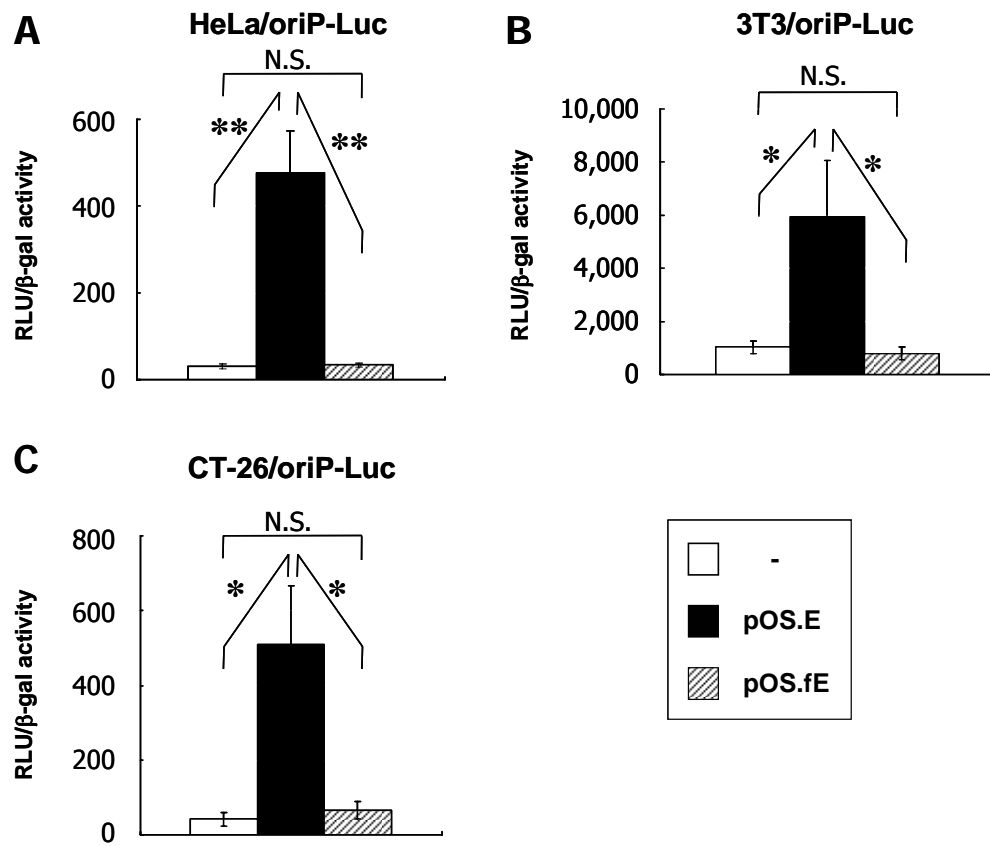 A
HeLa/oriP-Luc
N.S.
**
**
600
400
200
0
RLU/β-gal activity
B
3T3/oriP-Luc
N.S.
*
*
10,000
8,000
6,000
4,000
2,000
0
RLU/β-gal activity
C
CT-26/oriP-Luc
N.S.
*
*
800
600
400
200
0
RLU/β-gal activity
-
pOS.E
pOS.fE